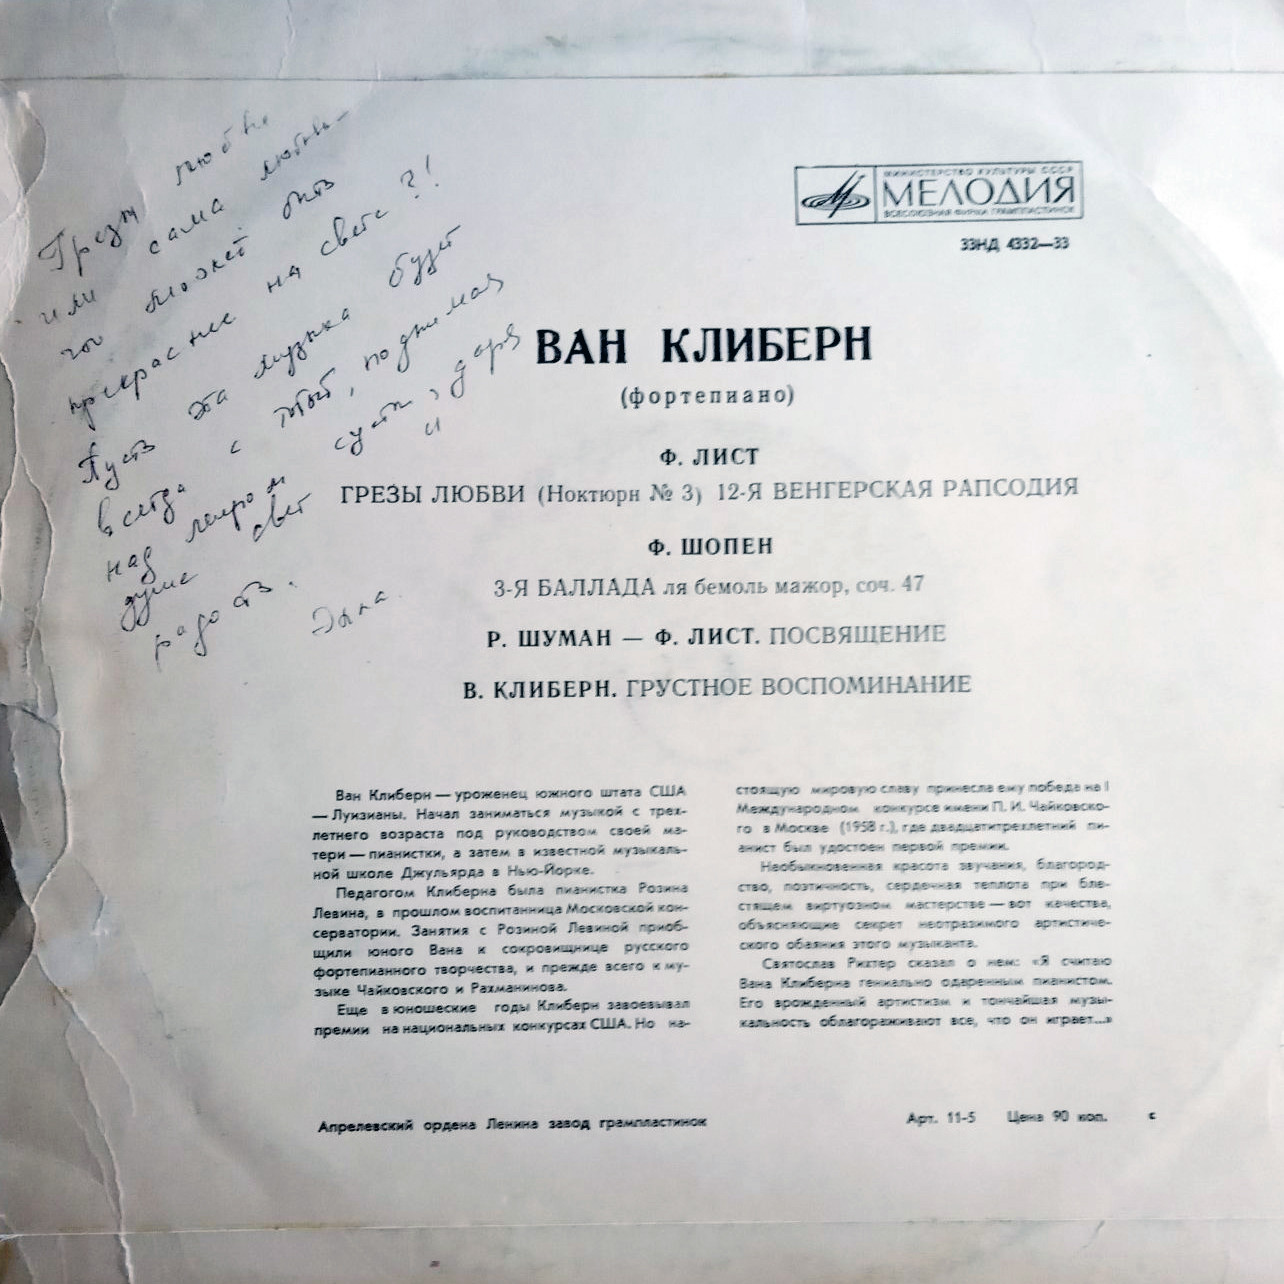 Грезы любви
или сама любовь –
что может быть
прекраснее на свете?!
Пусть эта музыка будет
всегда с тобой, поднимая
над миром суеты, даря
душе свет и
радость.
МИНИСТЕРСТВО КУЛЬТУРЫ СССР
МЕЛОДИЯ
ВСЕСОЮЗНАЯ ФИРМА ГРАМПЛАСТИНОК
33НД 4332—33
ВАН КЛИБЕРН
(фортепиано)
Ф. ЛИСТ
ГРЕЗЫ ЛЮБВИ (Ноктюрн № 3) 12-Я ВЕНГЕРСКАЯ РАПСОДИЯ
Ф. ШОПЕН
3-Я БАЛЛАДА ля бемоль мажор, соч. 47
Р. ШУМАН — Ф. ЛИСТ. ПОСВЯЩЕНИЕ
В. КЛИБЕРН. ГРУСТНОЕ ВОСПОМИНАНИЕ
Ван Клиберн — уроженец южного штата США
— Луизианы. Начал заниматься музыкой с трех-
летнего возраста под руководством своей ма-
тери — пианистки, а затем в известной музыкаль-
ной школе Джульярда в Нью-Йорке.
Педагогом Клиберна была пианистка Розина
Левина, в прошлом воспитанница Московской кон-
серватории. Занятия с Розиной Левиной приоб-
щили юного Вана к сокровищнице русского
фортепианного творчества, и прежде всего к му-
зыке Чайковского и Рахманинова.
Еще в юношеские годы Клиберн завоевывал
премии на национальных конкурсах США. Но на-
стоящую мировую славу принесла ему победа на I
Международном конкурсе имени П. И. Чайковско-
го в Москве (1958 г.), где двадцатитрехлетний пи-
анист был удостоен первой премии.
Необыкновенная красота звучания, благород-
ство, поэтичность, сердечная теплота при бле-
стящем виртуозном мастерстве — вот качества,
объясняющие секрет неотразимого артистиче-
ского обаяния этого музыканта.
Святослав Рихтер сказал о нем: «Я считаю
Вана Клиберна гениально одаренным пианистом.
Его врожденный артистизм и тончайшая музы-
кальность облагораживают все, что он играет...»
Апрелевский ордена Ленина завод грампластинок
Арт. 11-5 Цена 90 коп. с